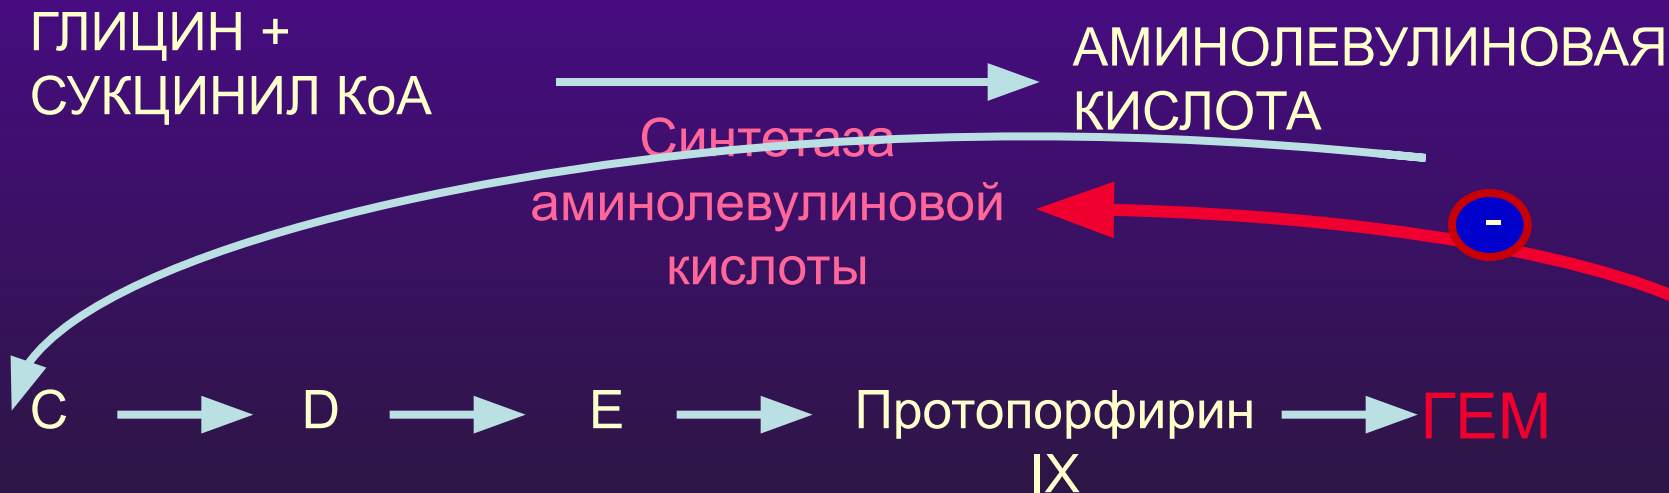 ГЛИЦИН +
СУКЦИНИЛ КоА
АМИНОЛЕВУЛИНОВАЯ
КИСЛОТА
Синтетаза
аминолевулиновой
кислоты
-
C D E Протопорфирин ГЕМ
IX